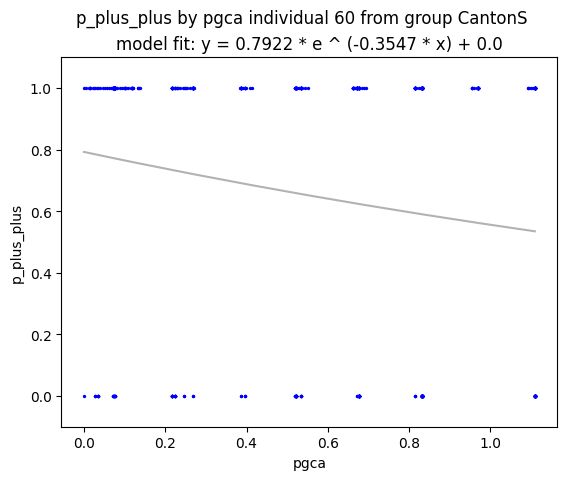 p_plus_plus by pgca individual 60 from group CantonS
model fit: y = 0.7922 * e ^ (-0.3547 * x) + 0.0
1.0
0.8
0.6
0.4
0.2
0.0
p_plus_plus
0.0 0.2 0.4 0.6 0.8 1.0
pgca